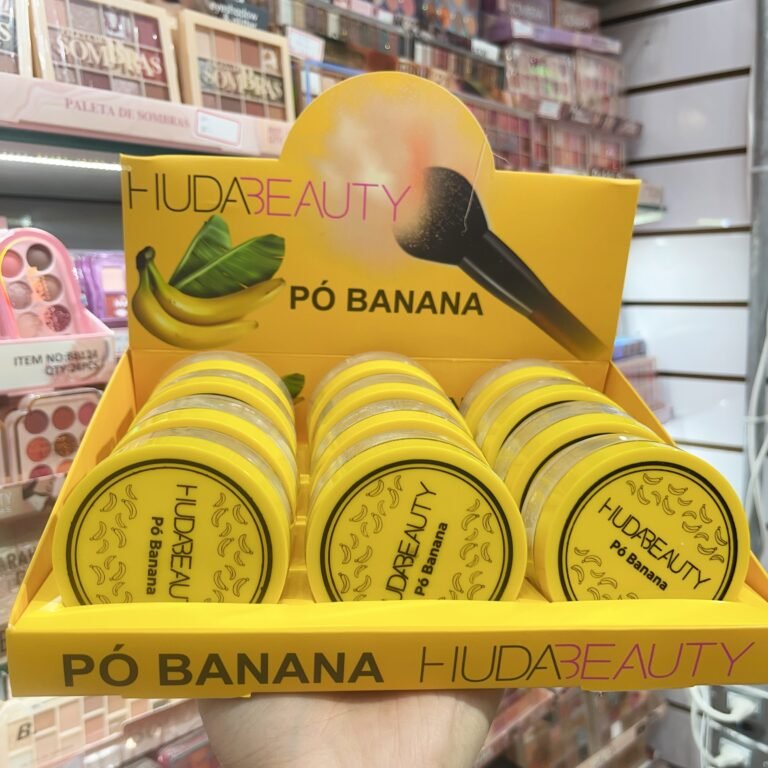 SOMBRAS
SOMBRAS
PALETA DE SOMBRAS
HUDABEAUTY
PÓ BANANA
ITEM NO:
QTY:24PCS
HUDABEAUTY
Pó Banana
HUDABEAUTY
Pó Banana
HUDABEAUTY
Pó Banana
PÓ BANANA HUDABEAUTY